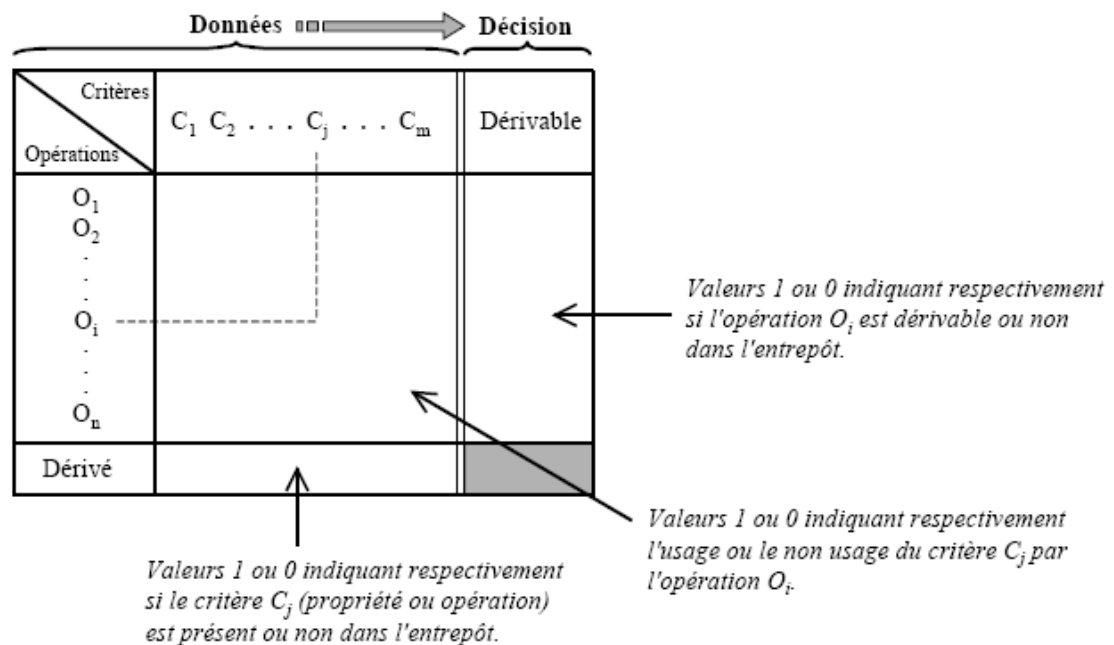 Données Décision
Critères
Opérations
C1 C2 . . . Cj . . . Cm
Dérivable
O1
O2
.
.
.
Oi
.
.
.
.
On
Dérivé
Valeurs 1 ou 0 indiquant respectivement
si l'opération Oi est dérivable ou non
dans l'entrepôt.
Valeurs 1 ou 0 indiquant respectivement
l'usage ou le non usage du critère Cj par
l'opération Oi.
Valeurs 1 ou 0 indiquant respectivement
si le critère Cj (propriété ou opération)
est présent ou non dans l'entrepôt.